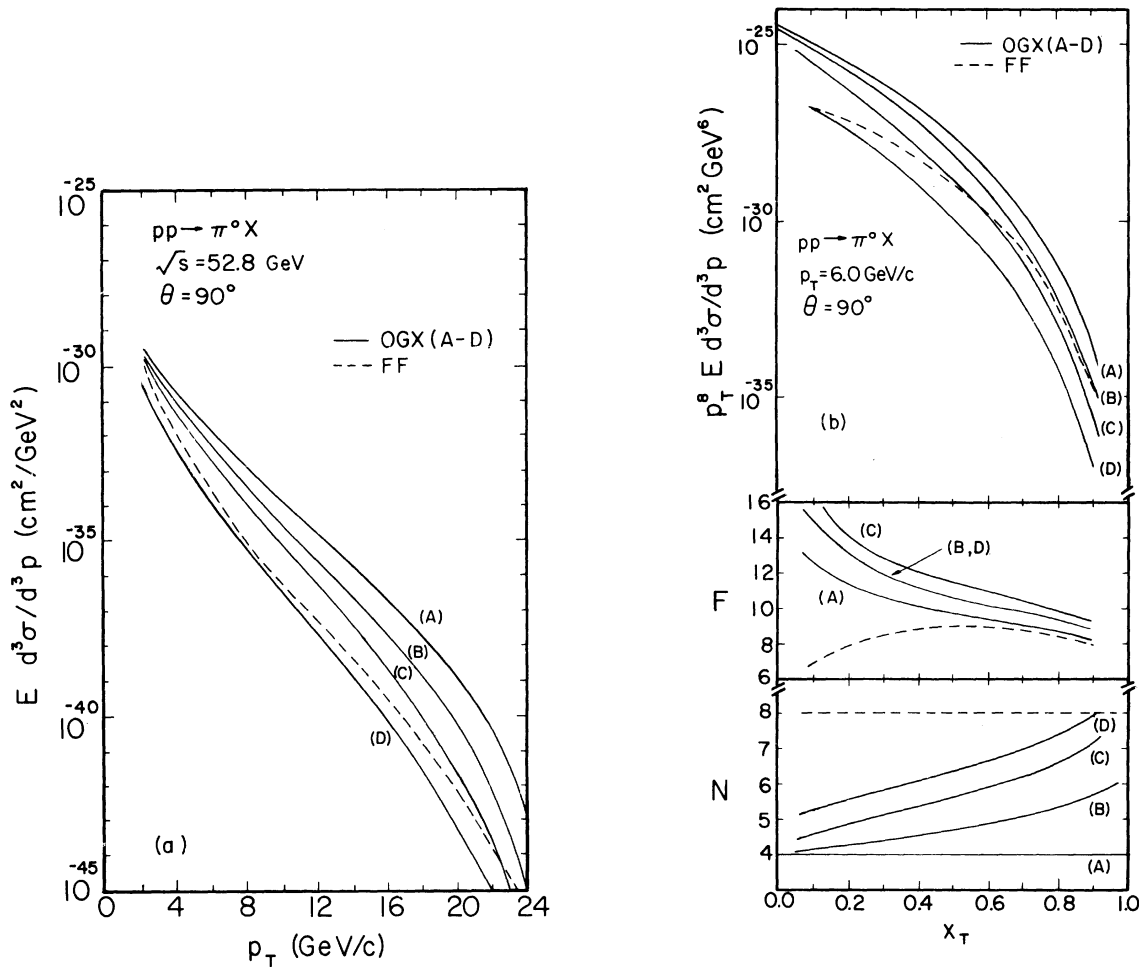 10^-25
10^-30
10^-35
10^-40
10^-45
E d³σ/d³p (cm²/GeV²)
pp → π° X
√s = 52.8 GeV
θ = 90°
— OGX(A-D)
--- FF
(A)
(B)
(C)
(D)
(a)
0 4 8 12 16 20 24
p_T (GeV/c)
10^-25
10^-30
10^-35
p_T^8 E d³σ/d³p (cm² GeV⁶)
— OGX(A-D)
--- FF
pp → π° X
p_T = 6.0 GeV/c
θ = 90°
(A)
(B)
(C)
(D)
(b)
16
14
12
10
8
6
F
(C)
(B,D)
(A)
8
7
6
5
4
N
(D)
(C)
(B)
(A)
0.0 0.2 0.4 0.6 0.8 1.0
X_T